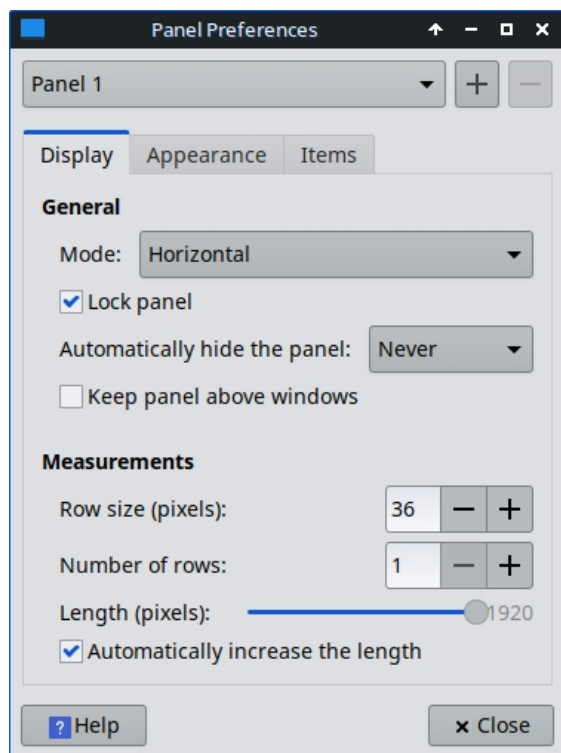 Panel Preferences
Panel 1
Display Appearance Items
General
Mode: Horizontal
Lock panel
Automatically hide the panel: Never
Keep panel above windows
Measurements
Row size (pixels): 36
Number of rows: 1
Length (pixels): 1920
Automatically increase the length
? Help Close